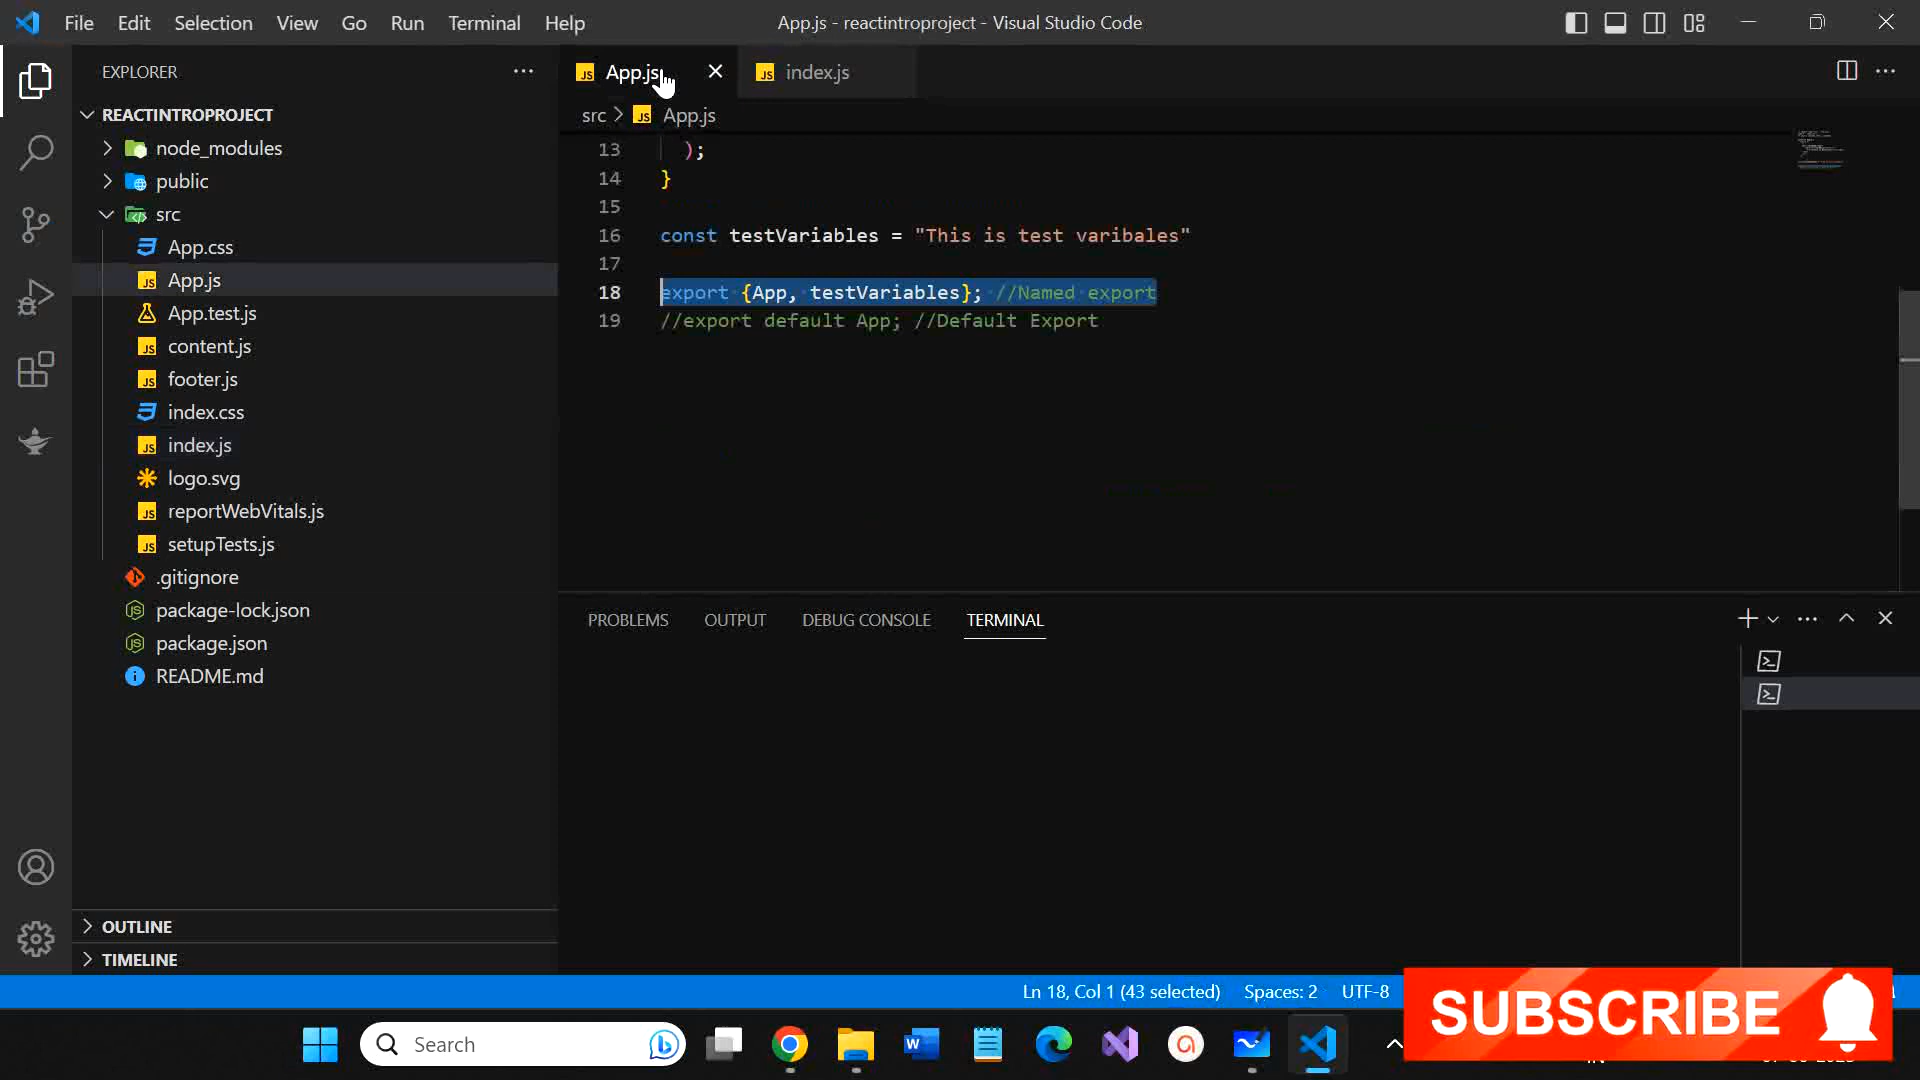 File Edit Selection View Go Run Terminal Help
App.js - reactintroproject - Visual Studio Code
EXPLORER
REACTINTROPROJECT
node_modules
public
src
App.css
App.js
App.test.js
content.js
footer.js
index.css
index.js
logo.svg
reportWebVitals.js
setupTests.js
.gitignore
package-lock.json
package.json
README.md
OUTLINE
TIMELINE
App.js
index.js
src > App.js
13 );
14 }
15
16 const testVariables = "This is test varibales"
17
18 export {App, testVariables}; //Named export
19 //export default App; //Default Export
PROBLEMS OUTPUT DEBUG CONSOLE TERMINAL
Ln 18, Col 1 (43 selected) Spaces: 2 UTF-8
SUBSCRIBE
Search